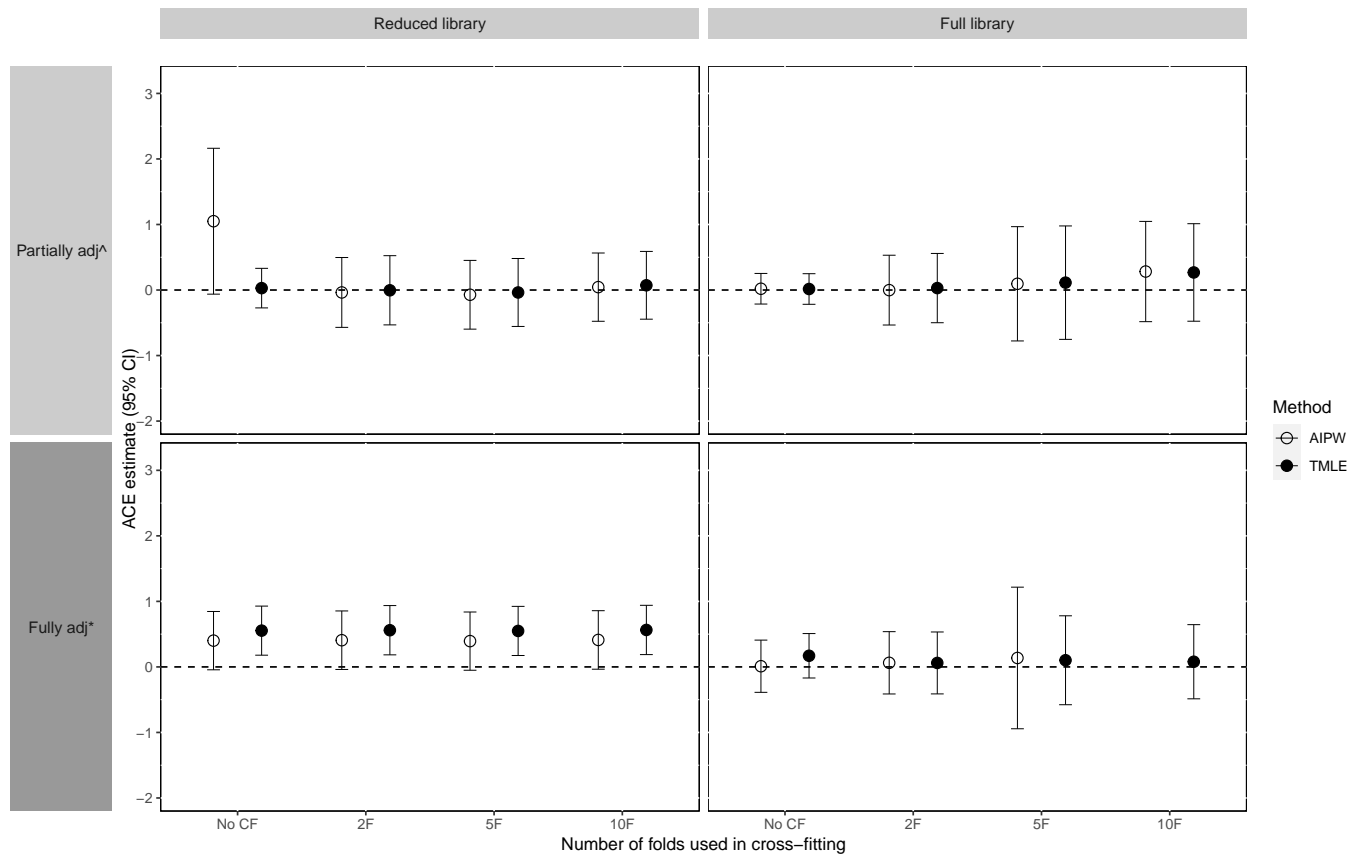 Reduced library
Full library
Partially adj^
3
2
1
0
−1
−2
ACE estimate (95% CI)
Fully adj*
3
2
1
0
−1
−2
No CF
2F
5F
10F
No CF
2F
5F
10F
Number of folds used in cross−fitting
Method
AIPW
TMLE